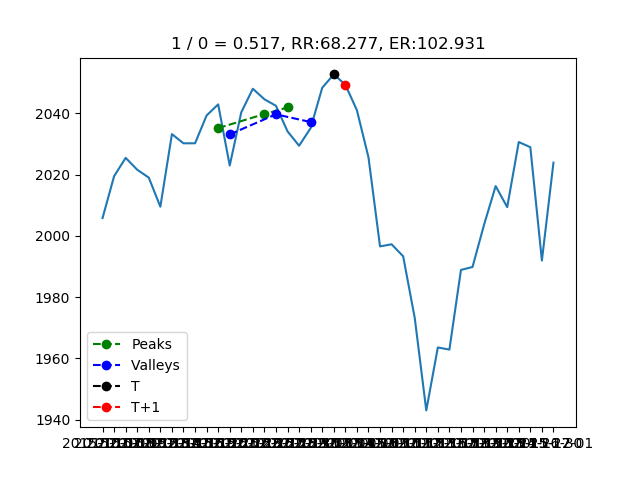 1 / 0 = 0.517, RR:68.277, ER:102.931
2040
2020
2000
1980
1960
1940
Peaks
Valleys
T
T+1